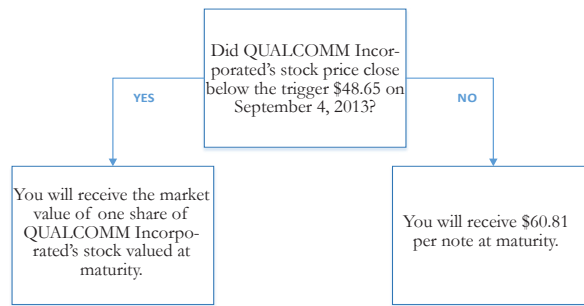 Did QUALCOMM Incor-
porated's stock price close
below the trigger $48.65 on
September 4, 2013?
YES
NO
You will receive the market
value of one share of
QUALCOMM Incorpo-
rated's stock valued at
maturity.
You will receive $60.81
per note at maturity.